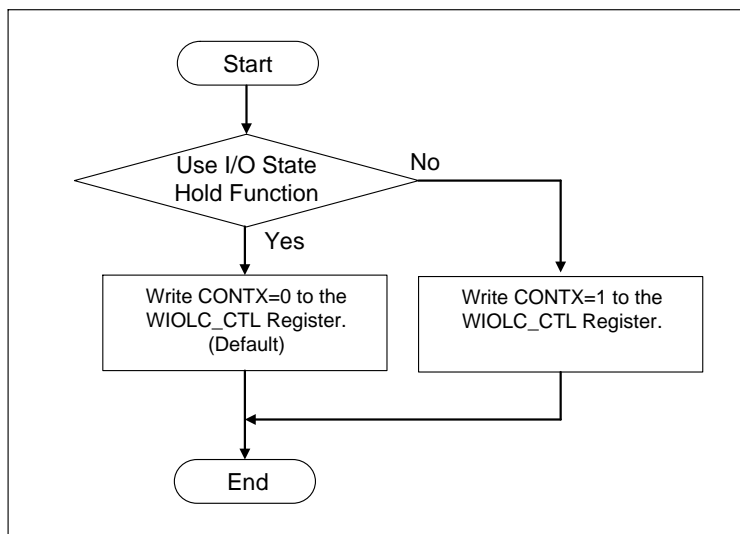 Start
Use I/O State
Hold Function
No
Yes
Write CONTX=0 to the
WIOLC_CTL Register.
(Default)
Write CONTX=1 to the
WIOLC_CTL Register.
End